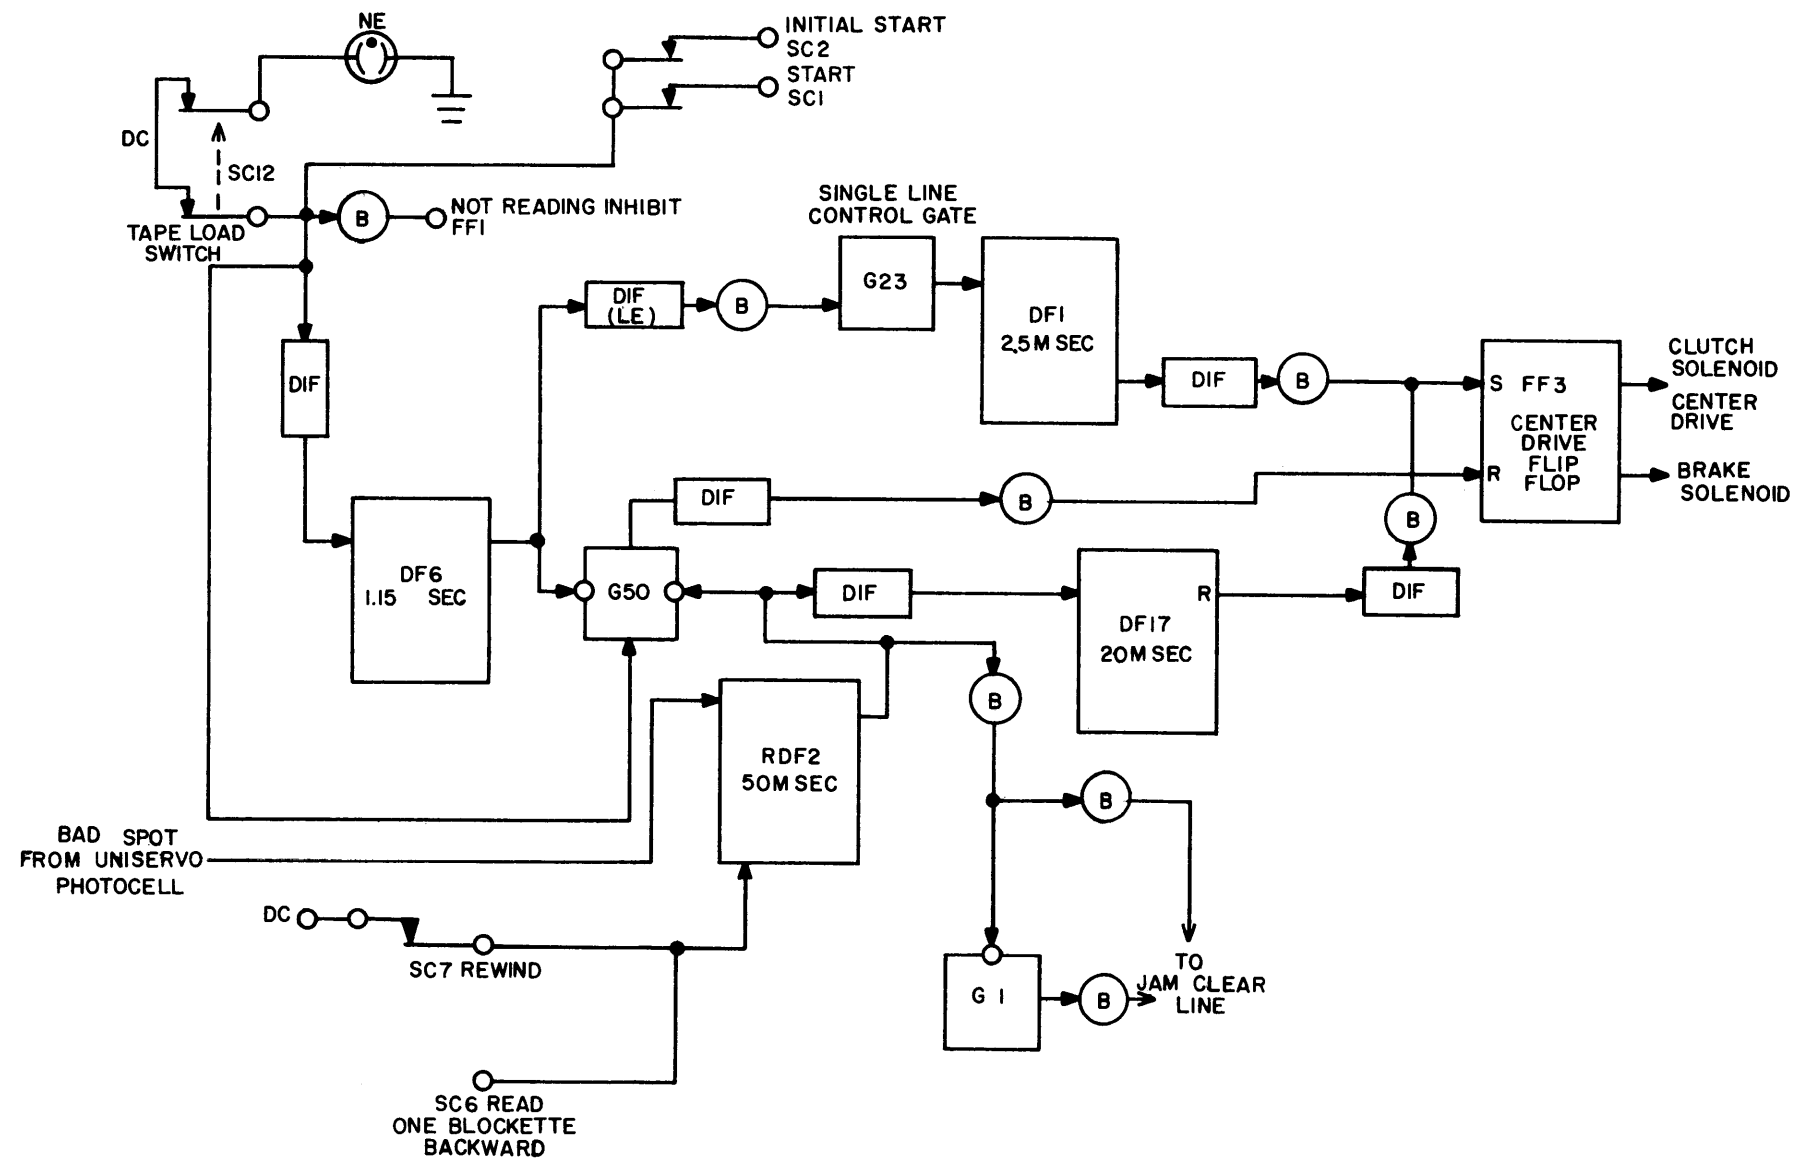 NE
INITIAL START
SC2
START
SC1
DC
SC12
TAPE LOAD
SWITCH
B
NOT READING INHIBIT
FF1
SINGLE LINE
CONTROL GATE
DIF
(LE)
B
G23
DF1
2.5 M SEC
DIF
B
S FF3
CENTER
DRIVE
FLIP
FLOP
R
CLUTCH
SOLENOID
CENTER
DRIVE
BRAKE
SOLENOID
DIF
DIF
B
B
DF6
1.15 SEC
G50
DIF
R
DF17
20M SEC
DIF
B
RDF2
50M SEC
B
BAD SPOT
FROM UNISERVO
PHOTOCELL
DC
SC7 REWIND
G 1
B
TO
JAM CLEAR
LINE
SC6 READ
ONE BLOCKETTE
BACKWARD